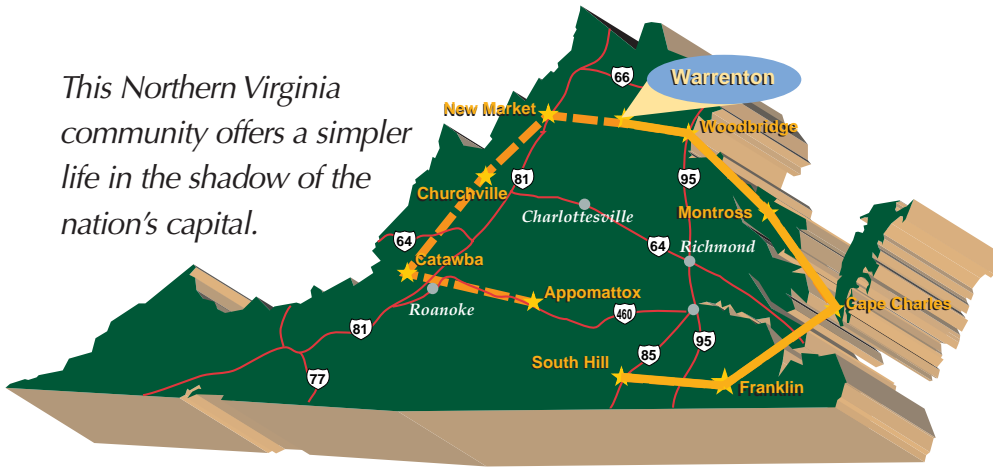 This Northern Virginia
community offers a simpler
life in the shadow of the
nation's capital.
66
Warrenton
New Market
Woodbridge
Churchville
81
95
Charlottesville
Montross
64
64
Richmond
Catawba
Roanoke
Appomattox
460
Cape Charles
81
77
85
95
South Hill
Franklin